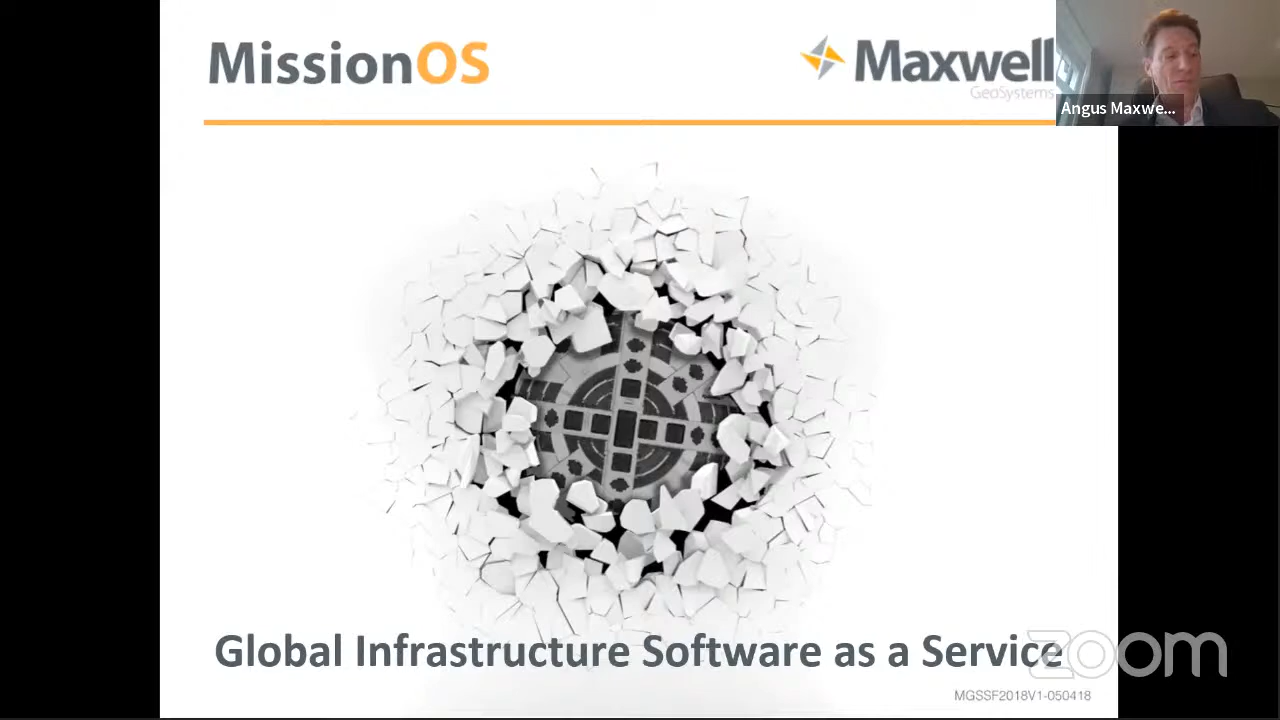 MissionOS
Maxwell
GeoSystems
Angus Maxwe...
Global Infrastructure Software as a Service
zoom
MGSSF2018V1-050418